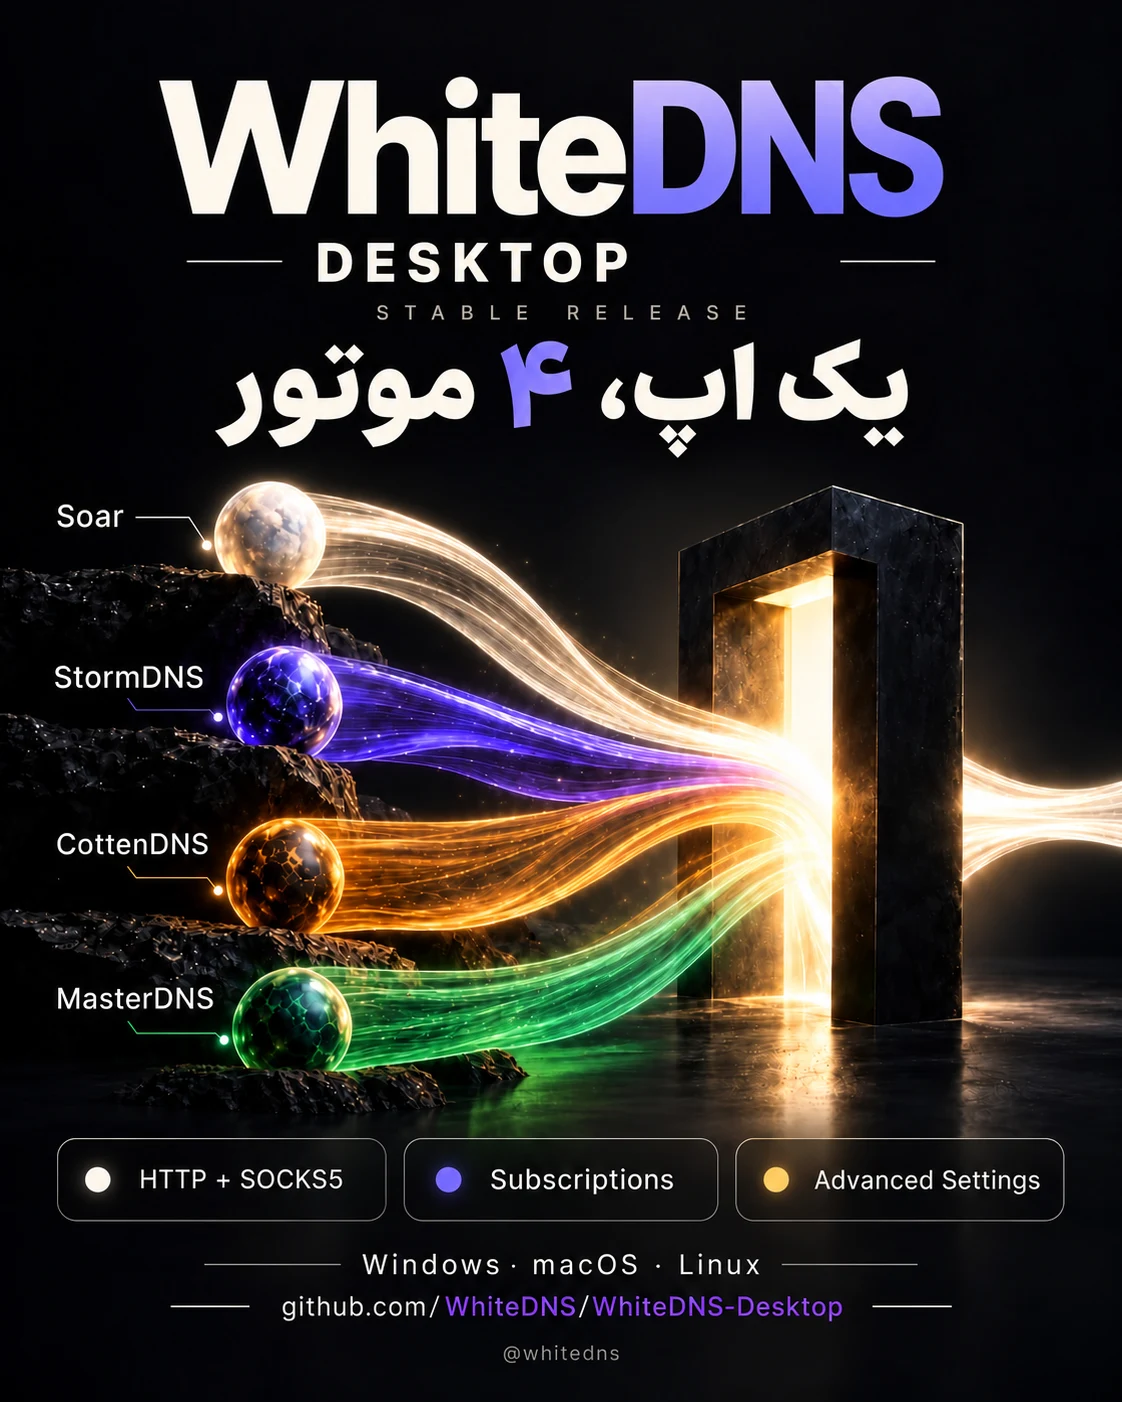 WhiteDNS
DESKTOP
STABLE RELEASE
یک اپ، ۴ موتور
Soar
StormDNS
CottenDNS
MasterDNS
HTTP + SOCKS5
Subscriptions
Advanced Settings
Windows · macOS · Linux
github.com/WhiteDNS/WhiteDNS-Desktop
@whitedns